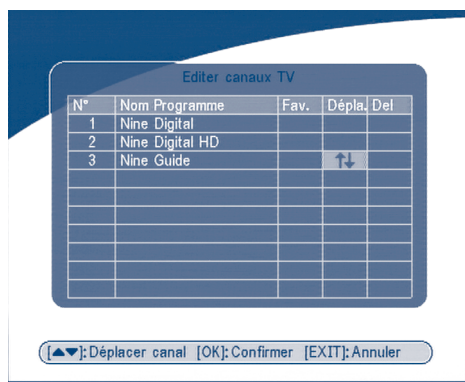 Editer canaux TV
N° Nom Programme Fav. Dépla. Del
1 Nine Digital
2 Nine Digital HD
3 Nine Guide
[▲▼]: Déplacer canal [OK]: Confirmer [EXIT]: Annuler